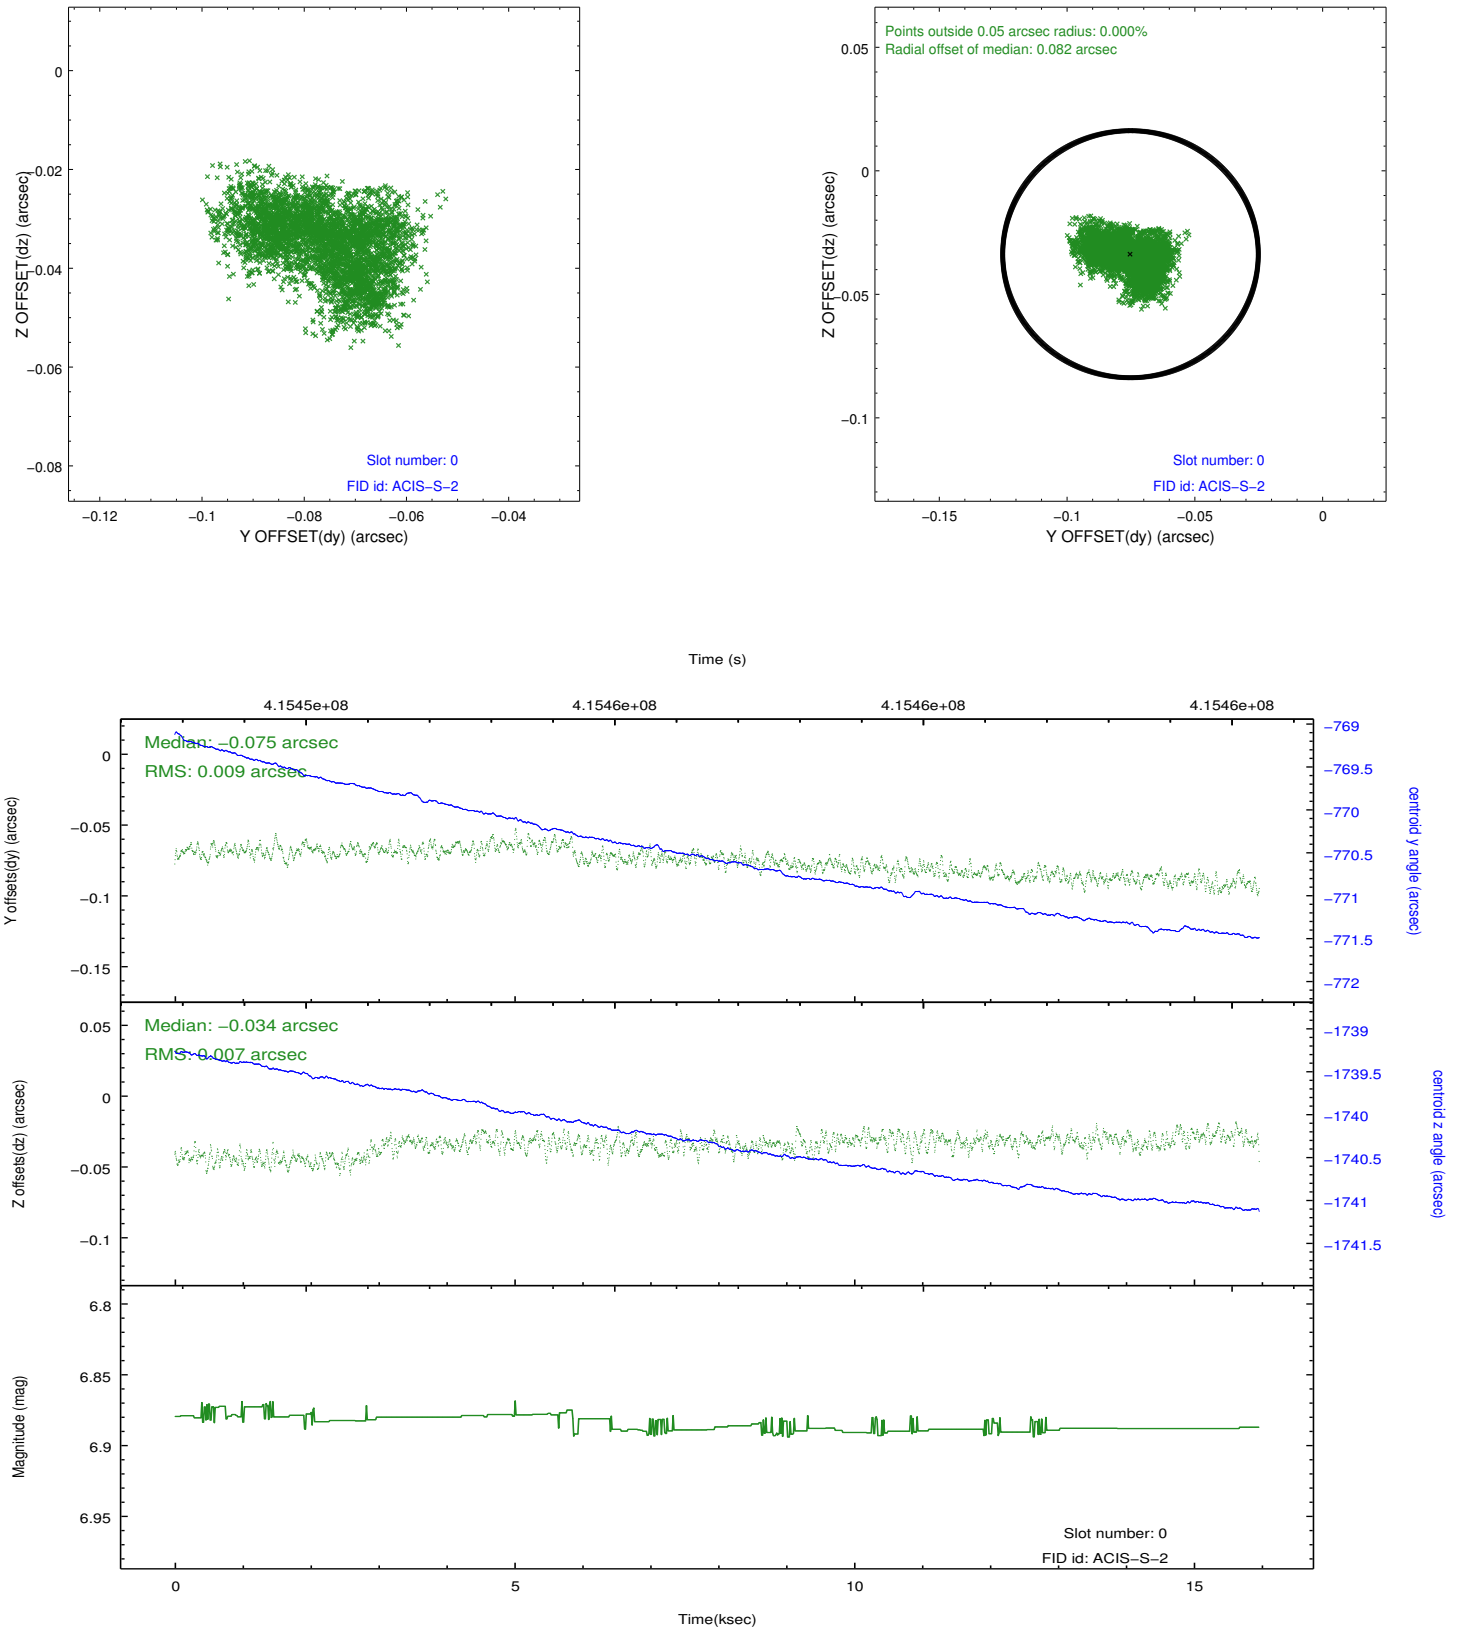 0
−0.02
−0.04
−0.06
−0.08
Z OFFSET(dz) (arcsec)
Slot number: 0
FID id: ACIS−S−2
−0.12
−0.1
−0.08
−0.06
−0.04
Y OFFSET(dy) (arcsec)
Points outside 0.05 arcsec radius: 0.000%
Radial offset of median: 0.082 arcsec
0.05
0
−0.05
−0.1
Z OFFSET(dz) (arcsec)
Slot number: 0
FID id: ACIS−S−2
−0.15
−0.1
−0.05
0
Y OFFSET(dy) (arcsec)
Time (s)
4.1545e+08
4.1546e+08
4.1546e+08
4.1546e+08
Median: −0.075 arcsec
RMS: 0.009 arcsec
0
−0.05
−0.1
−0.15
Y offsets(dy) (arcsec)
−769
−769.5
−770
−770.5
−771
−771.5
−772
centroid y angle (arcsec)
Median: −0.034 arcsec
RMS: 0.007 arcsec
0.05
0
−0.05
−0.1
Z offsets(dz) (arcsec)
−1739
−1739.5
−1740
−1740.5
−1741
−1741.5
centroid z angle (arcsec)
6.8
6.85
6.9
6.95
Magnitude (mag)
Slot number: 0
FID id: ACIS−S−2
0
5
10
15
Time(ksec)